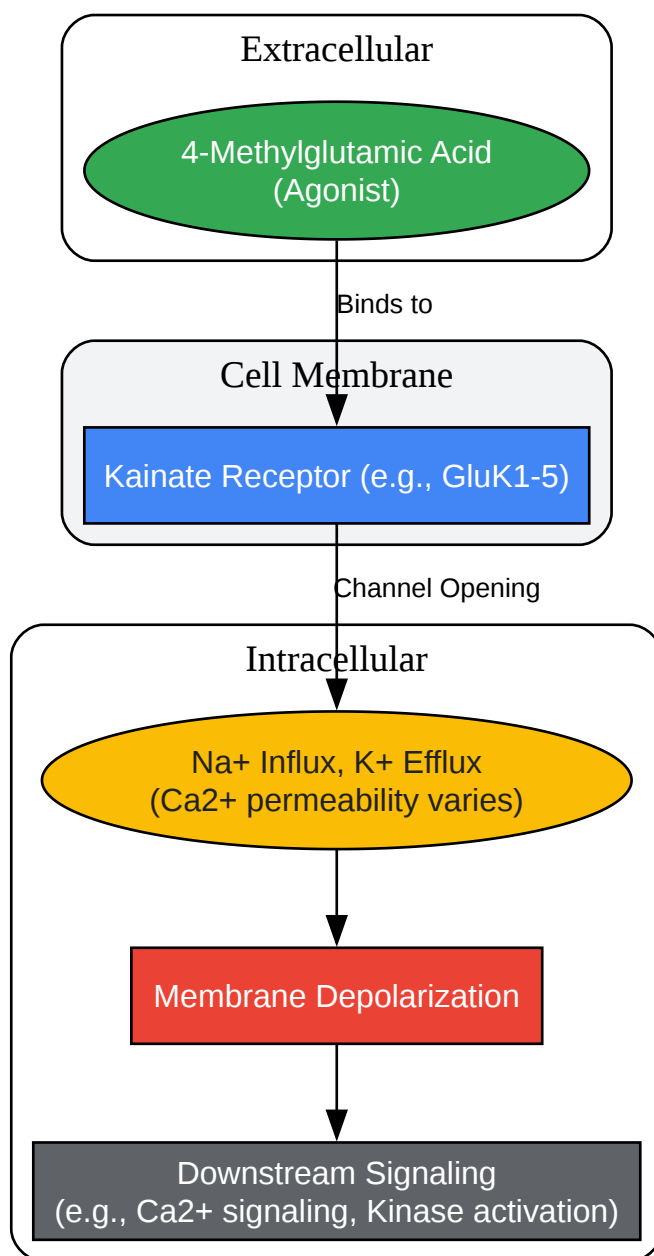 Extracellular
4-Methylglutamic Acid
(Agonist)
Binds to
Cell Membrane
Kainate Receptor (e.g., GluK1-5)
Channel Opening
Intracellular
Na+ Influx, K+ Efflux
(Ca2+ permeability varies)
Membrane Depolarization
Downstream Signaling
(e.g., Ca2+ signaling, Kinase activation)